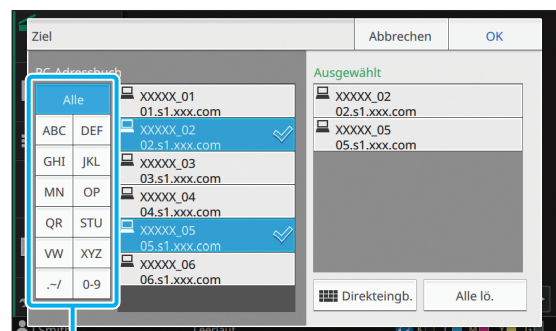 Ziel
Abbrechen
OK
PC Adressbuch
Ausgewählt
Alle
ABC DEF
GHI JKL
MN OP
QR STU
VW XYZ
.~/ 0-9
XXXXX_01
01.s1.xxx.com
XXXXX_02
02.s1.xxx.com
XXXXX_03
03.s1.xxx.com
XXXXX_04
04.s1.xxx.com
XXXXX_05
05.s1.xxx.com
XXXXX_06
06.s1.xxx.com
XXXXX_02
02.s1.xxx.com
XXXXX_05
05.s1.xxx.com
Direkteingb.
Alle lö.